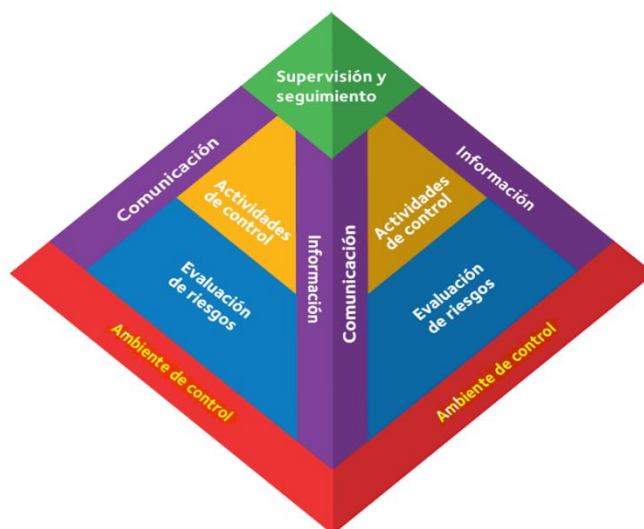 Supervisión y
seguimiento
Comunicación
Actividades
de control
Evaluación
de riesgos
Información
Ambiente de control
Comunicación
Información
Actividades
de control
Evaluación
de riesgos
Ambiente de control